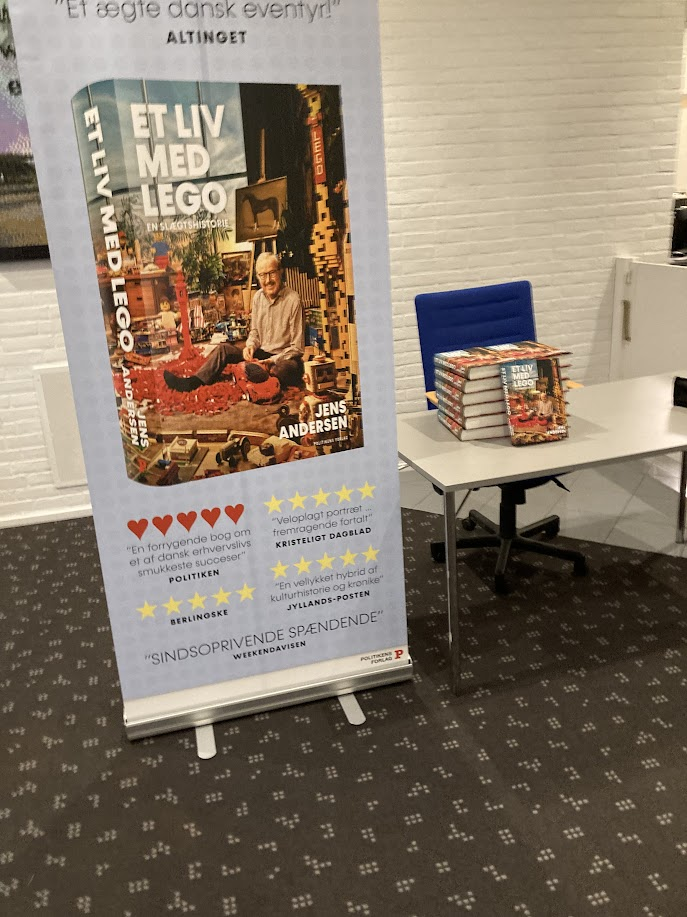 "Et ægte dansk eventyr!"
ALTINGET
ET LIV
MED
LEGO
EN SLÆGTSHISTORIE
ET LIV MED LEGO
JENS
ANDERSEN
LEGO
JENS
ANDERSEN
POLITIKENS FORLAG
"En forrygende bog om
et af dansk erhvervslivs
smukkeste succeser"
POLITIKEN
BERLINGSKE
"Veloplagt portræt ...
fremragende fortalt"
KRISTELIGT DAGBLAD
"En vellykket hybrid af
kulturhistorie og krønike"
JYLLANDS-POSTEN
"SINDSOPRIVENDE SPÆNDENDE"
WEEKENDAVISEN
POLITIKENS
FORLAG
P
ET LIV
MED
LEGO
JENS
ANDERSEN